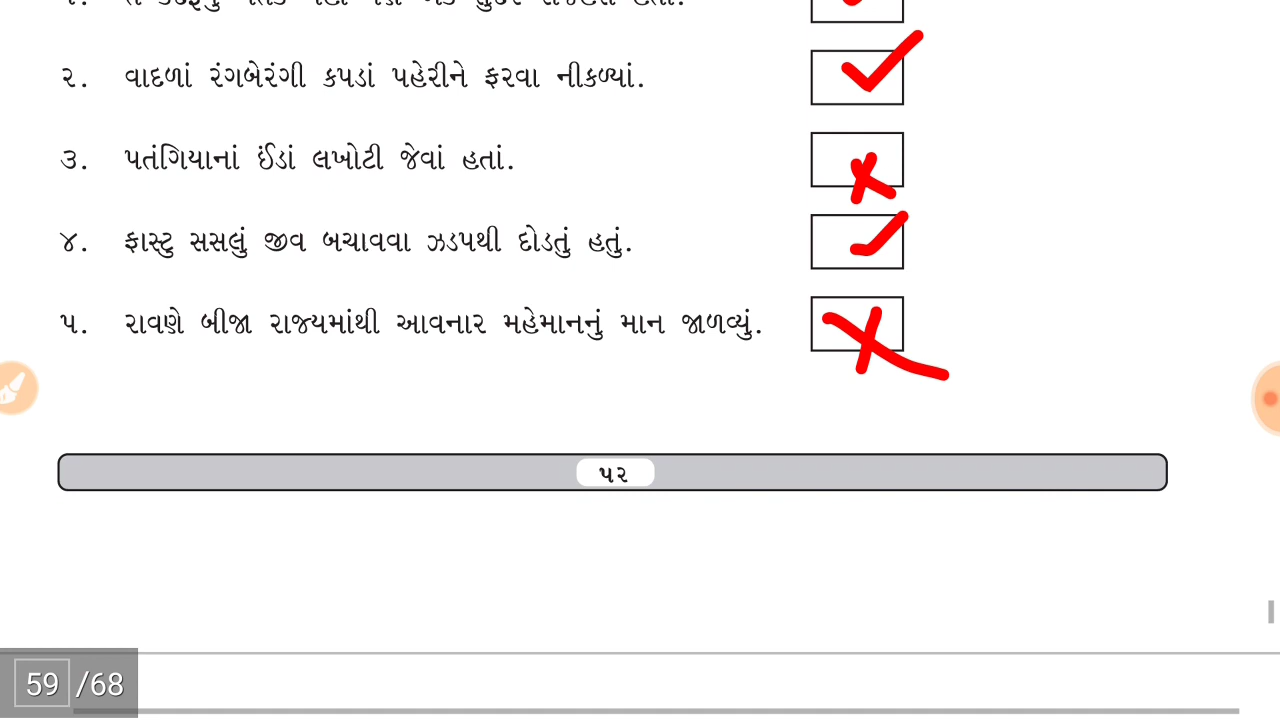 ૨. વાદળાં રંગબેરંગી કપડાં પહેરીને ફરવા નીકળ્યાં.
૩. પતંગિયાનાં ઈંડાં લખોટી જેવાં હતાં.
૪. ફાસ્ટુ સસલું જીવ બચાવવા ઝડપથી દોડતું હતું.
૫. રાવણે બીજા રાજ્યમાંથી આવનાર મહેમાનનું માન જાળવ્યું.
૫૨
59 /68